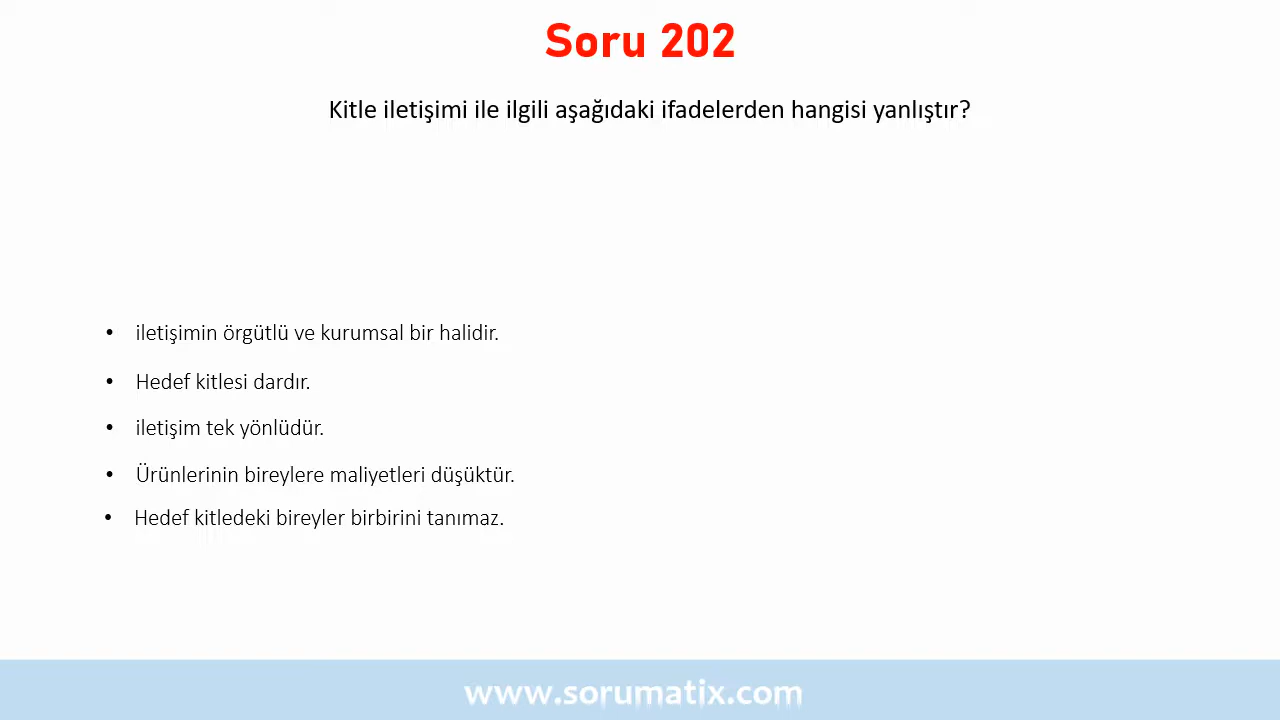 Soru 202
Kitle iletişimi ile ilgili aşağıdaki ifadelerden hangisi yanlıştır?
• iletişimin örgütlü ve kurumsal bir halidir.
• Hedef kitlesi dardır.
• iletişim tek yönlüdür.
• Ürünlerinin bireylere maliyetleri düşüktür.
• Hedef kitledeki bireyler birbirini tanımaz.
www.sorumatix.com